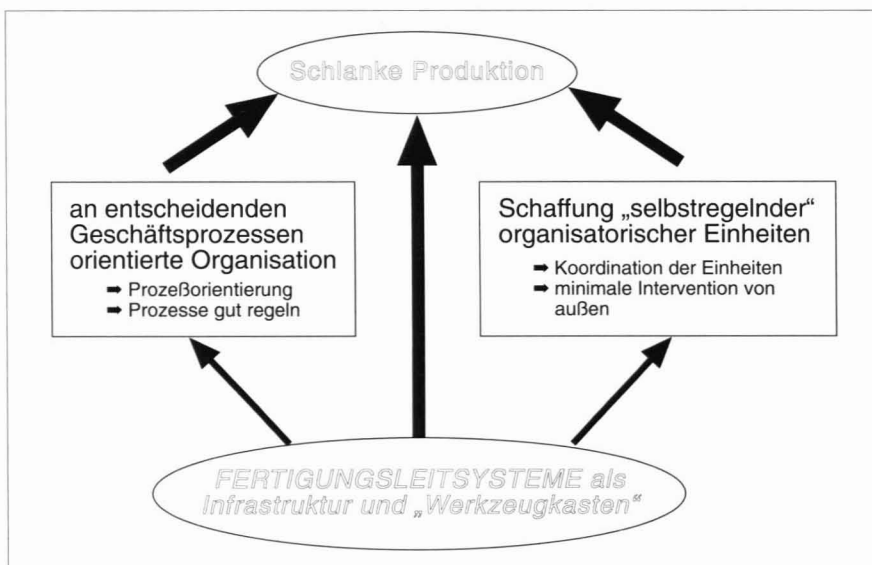 Schlanke Produktion
an entscheidenden
Geschäftsprozessen
orientierte Organisation
➡ Prozeßorientierung
➡ Prozesse gut regeln
Schaffung „selbstregelnder“
organisatorischer Einheiten
➡ Koordination der Einheiten
➡ minimale Intervention von
außen
FERTIGUNGSLEITSYSTEME als
Infrastruktur und „Werkzeugkasten“